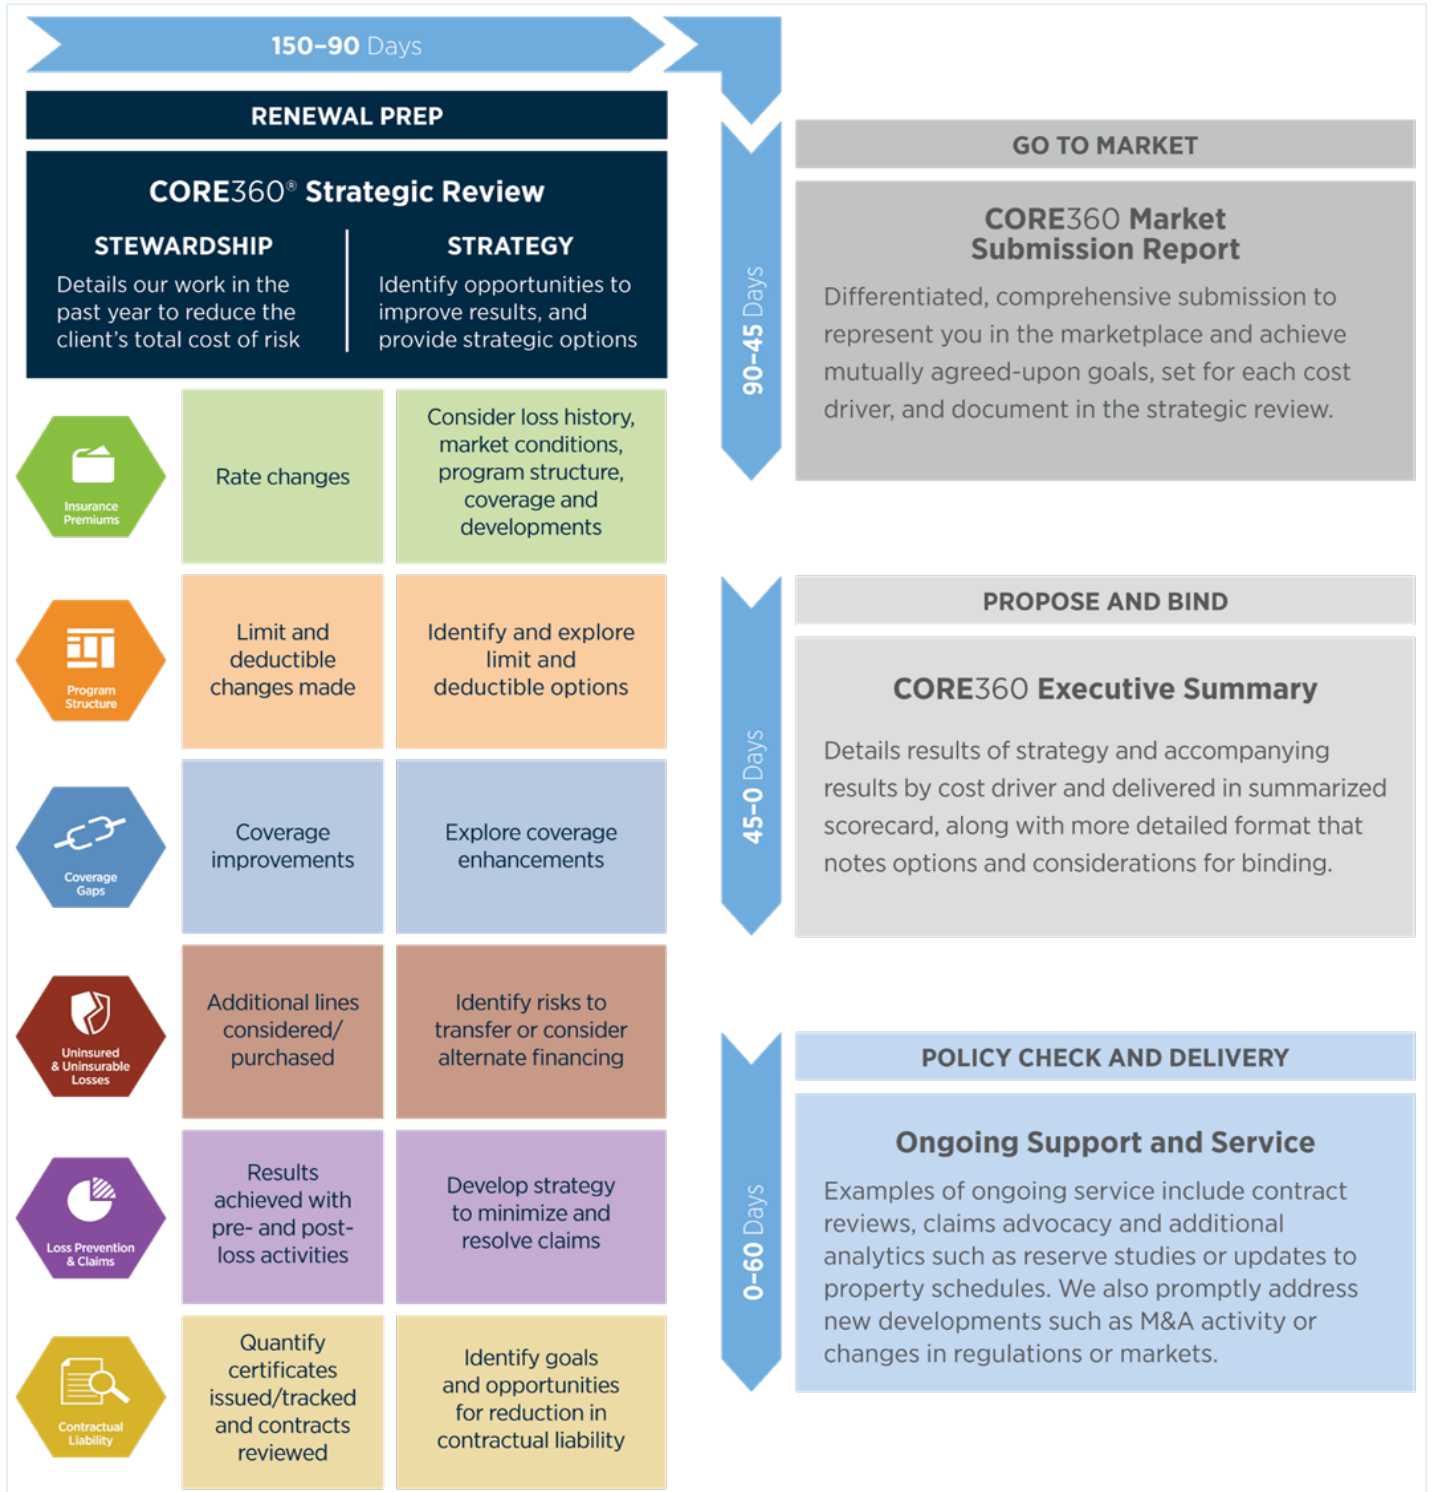 150–90 Days
RENEWAL PREP
CORE360® Strategic Review
STEWARDSHIP
Details our work in the
past year to reduce the
client's total cost of risk
STRATEGY
Identify opportunities to
improve results, and
provide strategic options
Insurance
Premiums
Rate changes
Consider loss history,
market conditions,
program structure,
coverage and
developments
Program
Structure
Limit and
deductible
changes made
Identify and explore
limit and
deductible options
Coverage
Gaps
Coverage
improvements
Explore coverage
enhancements
Uninsured
& Uninsurable
Losses
Additional lines
considered/
purchased
Identify risks to
transfer or consider
alternate financing
Loss Prevention
& Claims
Results
achieved with
pre- and post-
loss activities
Develop strategy
to minimize and
resolve claims
Contractual
Liability
Quantify
certificates
issued/tracked
and contracts
reviewed
Identify goals
and opportunities
for reduction in
contractual liability
90–45 Days
GO TO MARKET
CORE360 Market
Submission Report
Differentiated, comprehensive submission to
represent you in the marketplace and achieve
mutually agreed-upon goals, set for each cost
driver, and document in the strategic review.
45–0 Days
PROPOSE AND BIND
CORE360 Executive Summary
Details results of strategy and accompanying
results by cost driver and delivered in summarized
scorecard, along with more detailed format that
notes options and considerations for binding.
0–60 Days
POLICY CHECK AND DELIVERY
Ongoing Support and Service
Examples of ongoing service include contract
reviews, claims advocacy and additional
analytics such as reserve studies or updates to
property schedules. We also promptly address
new developments such as M&A activity or
changes in regulations or markets.